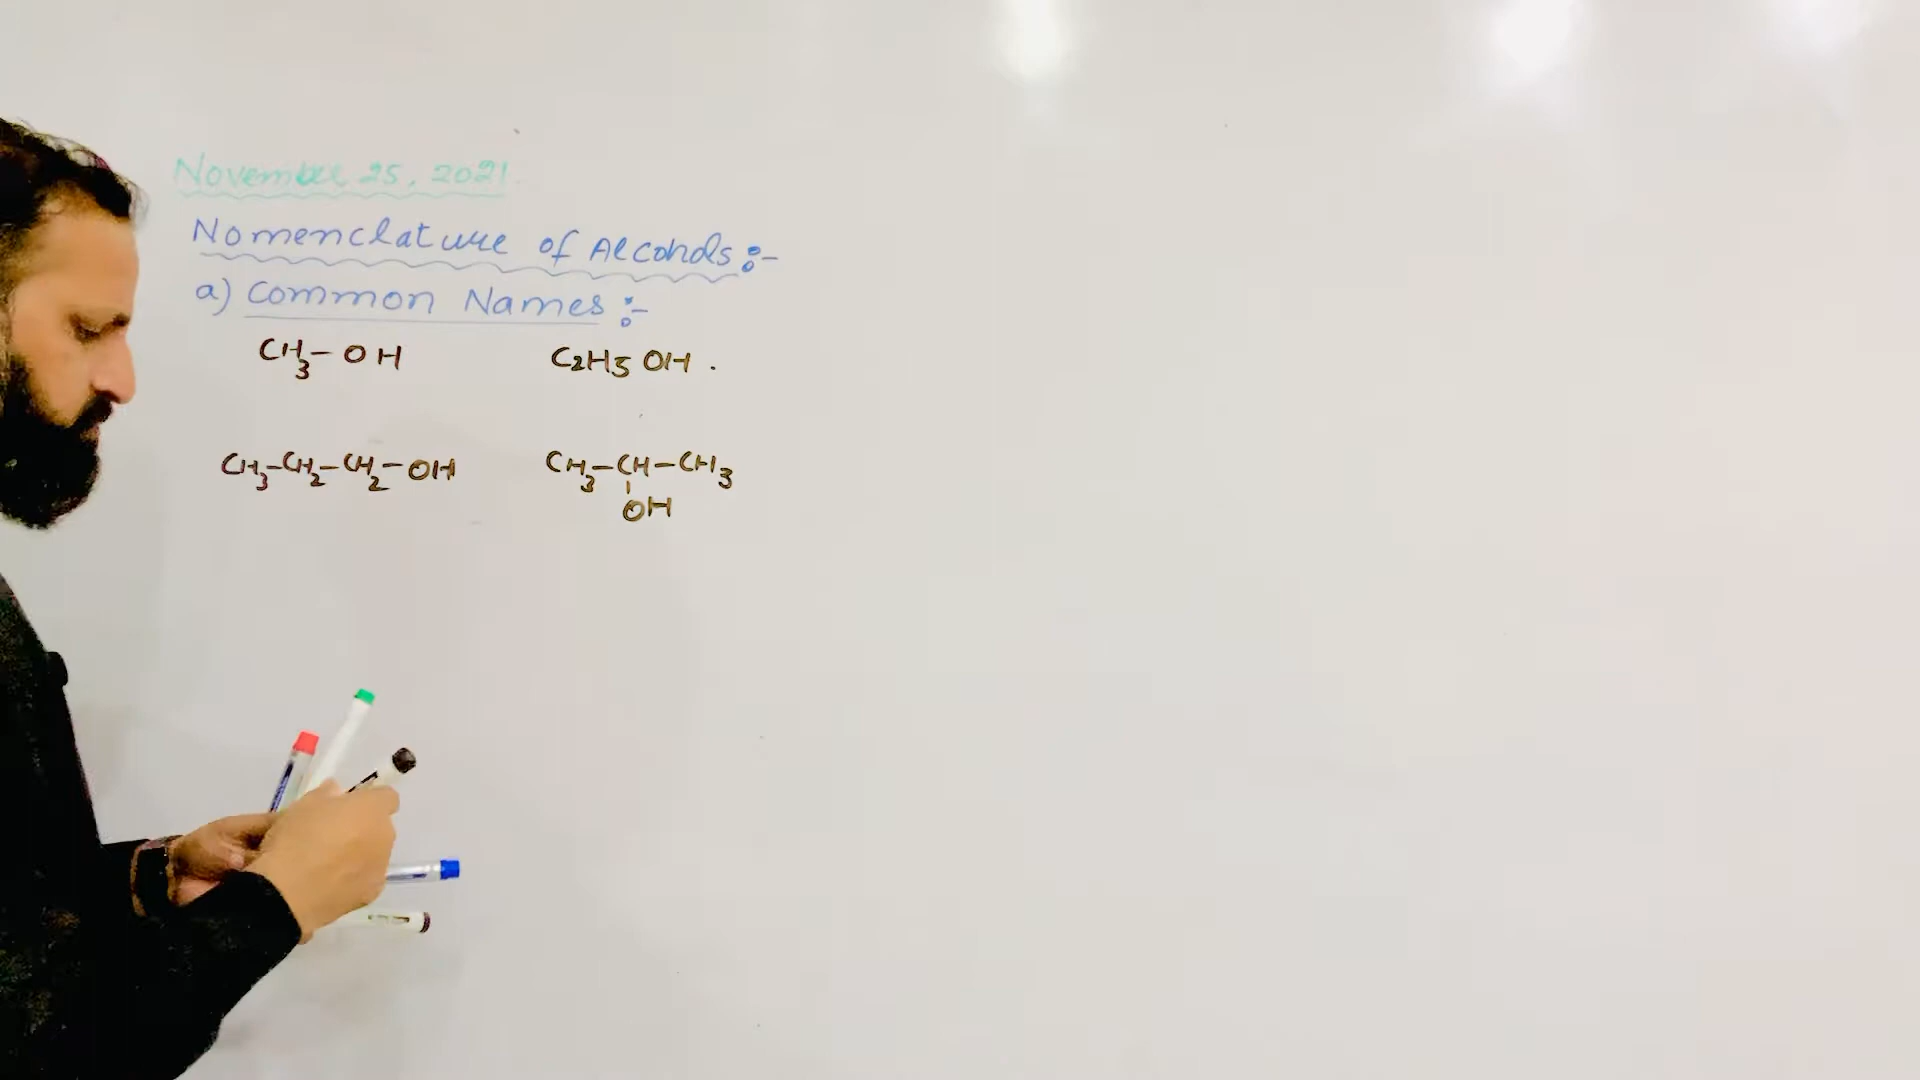 November 25, 2021.
Nomenclature of Alcohols :-
a) Common Names :-
CH3-OH C2H5OH.
CH3-CH2-CH2-OH CH3-CH-CH3
OH